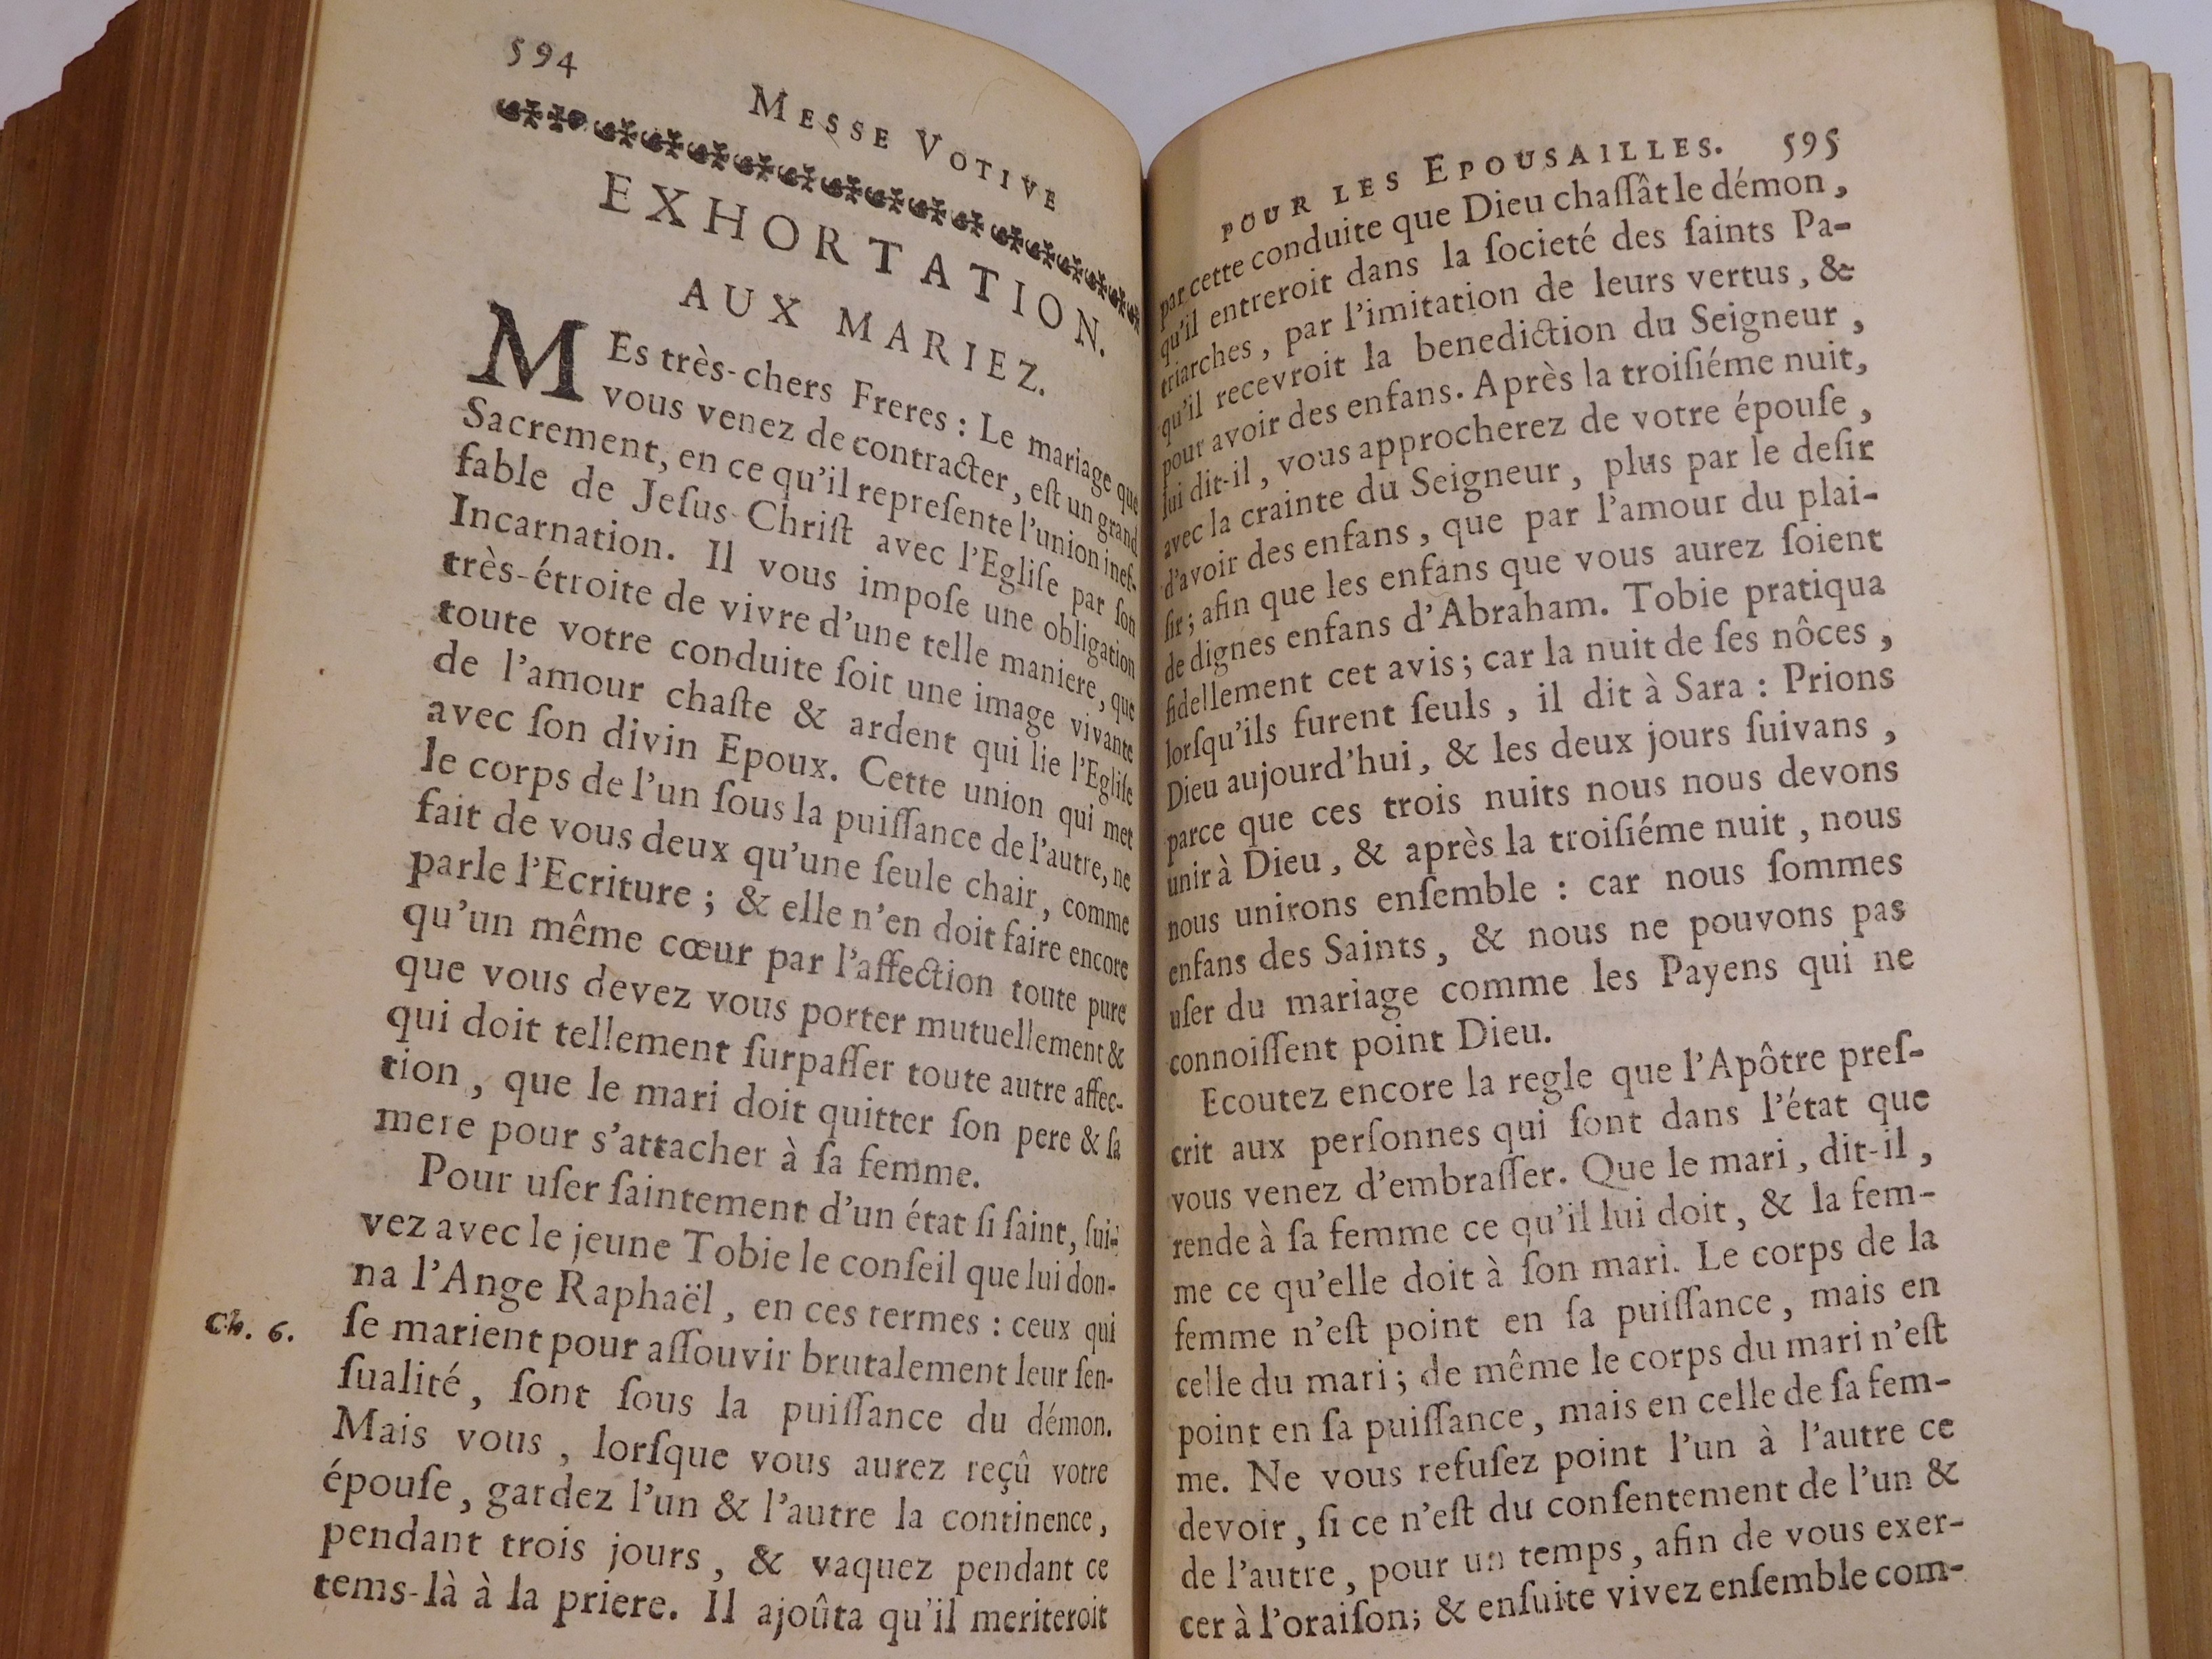 594
MESSE VOTIVE
EXHORTATION.
AUX MARIEZ.
MEs très-chers Freres : Le mariage que
vous venez de contracter, eſt un grand
Sacrement, en ce qu'il repreſente l'union inef-
fable de Jeſus-Chriſt avec l'Egliſe par ſon
Incarnation. Il vous impoſe une obligation
très-étroite de vivre d'une telle maniere, que
toute votre conduite ſoit une image vivante
de l'amour chaſte & ardent qui lie l'Egliſe
avec ſon divin Epoux. Cette union qui met
le corps de l'un ſous la puiſſance de l'autre, ne
fait de vous deux qu'une ſeule chair, comme
parle l'Ecriture ; & elle n'en doit faire encore
qu'un même cœur par l'affection toute pure
que vous devez vous porter mutuellement &
qui doit tellement ſurpaſſer toute autre affec-
tion, que le mari doit quitter ſon pere & ſa
mere pour s'attacher à ſa femme.
Pour uſer ſaintement d'un état ſi ſaint, ſui-
vez avec le jeune Tobie le conſeil que lui don-
na l'Ange Raphaël, en ces termes : ceux qui
Ch. 6. ſe marient pour aſſouvir brutalement leur ſen-
ſualité, ſont ſous la puiſſance du démon.
Mais vous, lorſque vous aurez reçû votre
épouſe, gardez l'un & l'autre la continence,
pendant trois jours, & vaquez pendant ce
tems-là à la priere. Il ajoûta qu'il meriteroit
POUR LES EPOUSAILLES. 595
par cette conduite que Dieu chaſſât le démon,
qu'il entreroit dans la ſocieté des ſaints Pa-
triarches, par l'imitation de leurs vertus, &
qu'il recevroit la benediction du Seigneur,
pour avoir des enfans. Après la troiſiéme nuit,
lui dit-il, vous approcherez de votre épouſe,
avec la crainte du Seigneur, plus par le deſir
d'avoir des enfans, que par l'amour du plai-
ſir ; afin que les enfans que vous aurez ſoient
de dignes enfans d'Abraham. Tobie pratiqua
fidellement cet avis ; car la nuit de ſes nôces,
lorſqu'ils furent ſeuls, il dit à Sara : Prions
Dieu aujourd'hui, & les deux jours ſuivans,
parce que ces trois nuits nous nous devons
unir à Dieu, & après la troiſiéme nuit, nous
nous unirons enſemble : car nous ſommes
enfans des Saints, & nous ne pouvons pas
uſer du mariage comme les Payens qui ne
connoiſſent point Dieu.
Ecoutez encore la regle que l'Apôtre preſ-
crit aux perſonnes qui ſont dans l'état que
vous venez d'embraſſer. Que le mari, dit-il,
rende à ſa femme ce qu'il lui doit, & la fem-
me ce qu'elle doit à ſon mari. Le corps de la
femme n'eſt point en ſa puiſſance, mais en
celle du mari ; de même le corps du mari n'eſt
point en ſa puiſſance, mais en celle de ſa fem-
me. Ne vous refuſez point l'un à l'autre ce
devoir, ſi ce n'eſt du conſentement de l'un &
de l'autre, pour un temps, afin de vous exer-
cer à l'oraiſon; & enſuite vivez enſemble com-